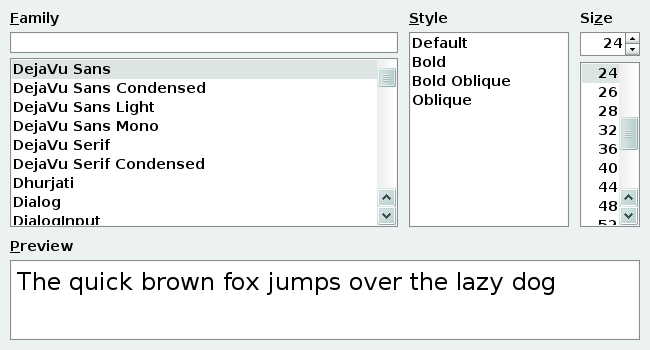 Family
DejaVu Sans
DejaVu Sans Condensed
DejaVu Sans Light
DejaVu Sans Mono
DejaVu Serif
DejaVu Serif Condensed
Dhurjati
Dialog
DialogInput
Style
Default
Bold
Bold Oblique
Oblique
Size
24
24
26
28
32
36
40
44
48
52
Preview
The quick brown fox jumps over the lazy dog